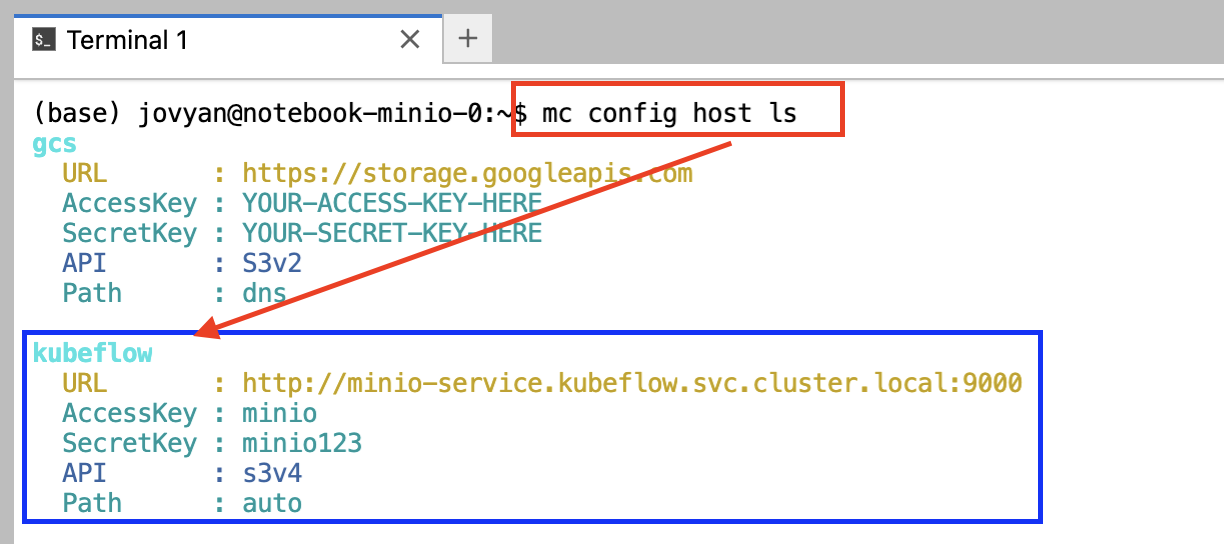 $_ Terminal 1 × +
(base) jovyan@notebook-minio-0:~$ mc config host ls
gcs
  URL       : https://storage.googleapis.com
  AccessKey : YOUR-ACCESS-KEY-HERE
  SecretKey : YOUR-SECRET-KEY-HERE
  API       : S3v2
  Path      : dns
kubeflow
  URL       : http://minio-service.kubeflow.svc.cluster.local:9000
  AccessKey : minio
  SecretKey : minio123
  API       : s3v4
  Path      : auto